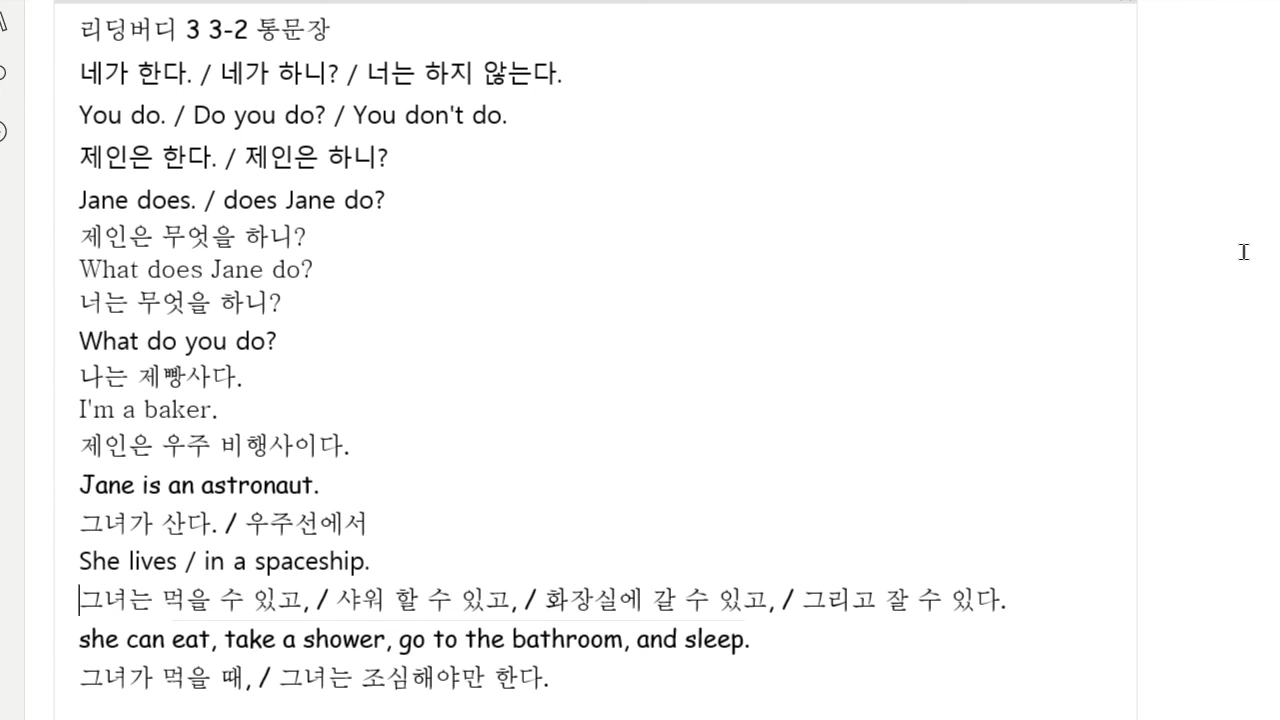 리딩버디 3 3-2 통문장
네가 한다. / 네가 하니? / 너는 하지 않는다.
You do. / Do you do? / You don't do.
제인은 한다. / 제인은 하니?
Jane does. / does Jane do?
제인은 무엇을 하니?
What does Jane do?
너는 무엇을 하니?
What do you do?
나는 제빵사다.
I'm a baker.
제인은 우주 비행사이다.
Jane is an astronaut.
그녀가 산다. / 우주선에서
She lives / in a spaceship.
그녀는 먹을 수 있고, / 샤워 할 수 있고, / 화장실에 갈 수 있고, / 그리고 잘 수 있다.
she can eat, take a shower, go to the bathroom, and sleep.
그녀가 먹을 때, / 그녀는 조심해야만 한다.